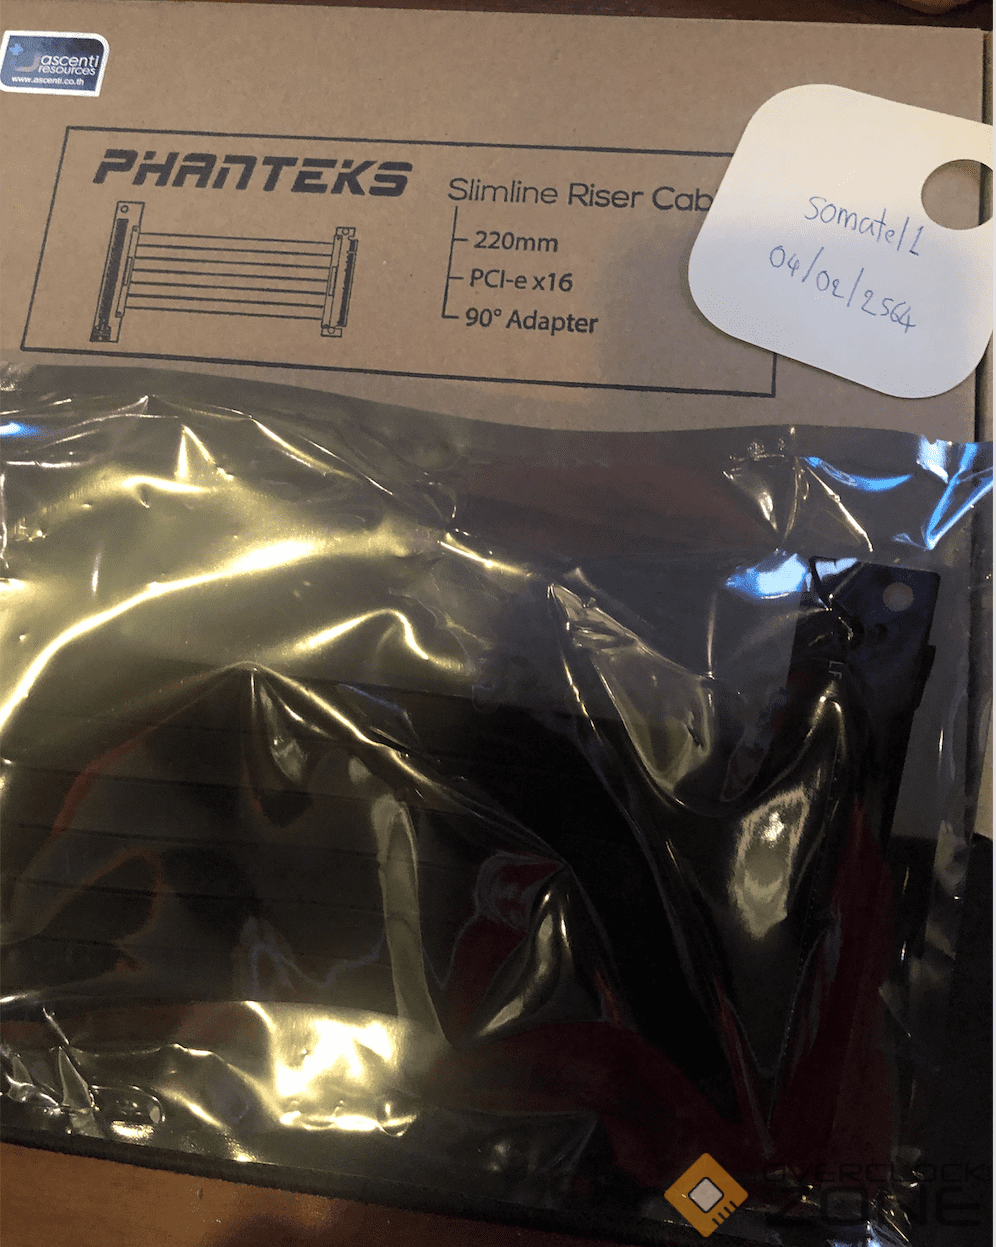 ascenti
resources
www.ascenti.co.th
PHANTEKS
Slimline Riser Cab
220mm
PCI-e x16
90° Adapter
somatell
04/02/2564
OVERCLOCK
ZONE